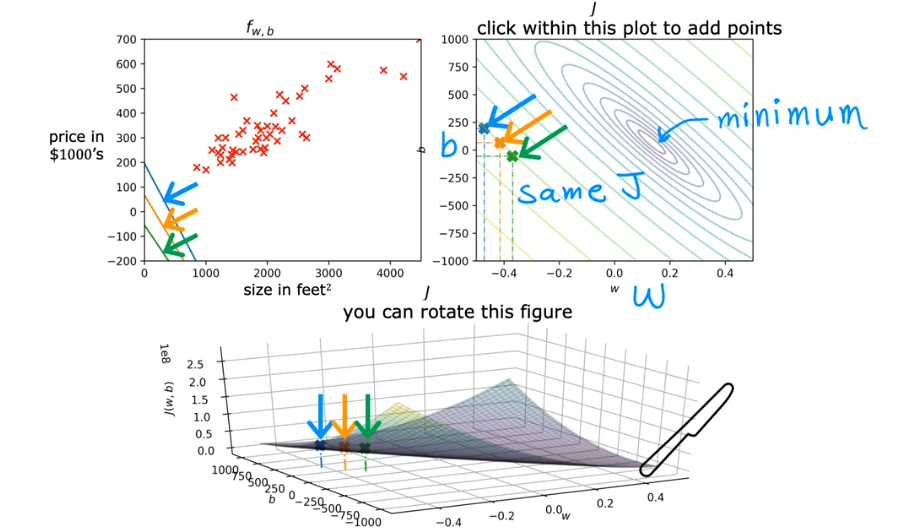 f_{w,b}
J
click within this plot to add points
700
600
500
400
300
200
100
0
−100
−200
price in
$1000's
0
1000
2000
3000
4000
size in feet²
1000
750
500
250
0
−250
−500
−750
−1000
b
b
minimum
same J
−0.4
−0.2
0.0
0.2
0.4
w
W
J
you can rotate this figure
1e8
2.5
2.0
1.5
1.0
0.5
0.0
J(w,b)
1000
750
500
250
0
−250
−500
−750
−1000
b
−0.4
−0.2
0.0
0.2
0.4
w